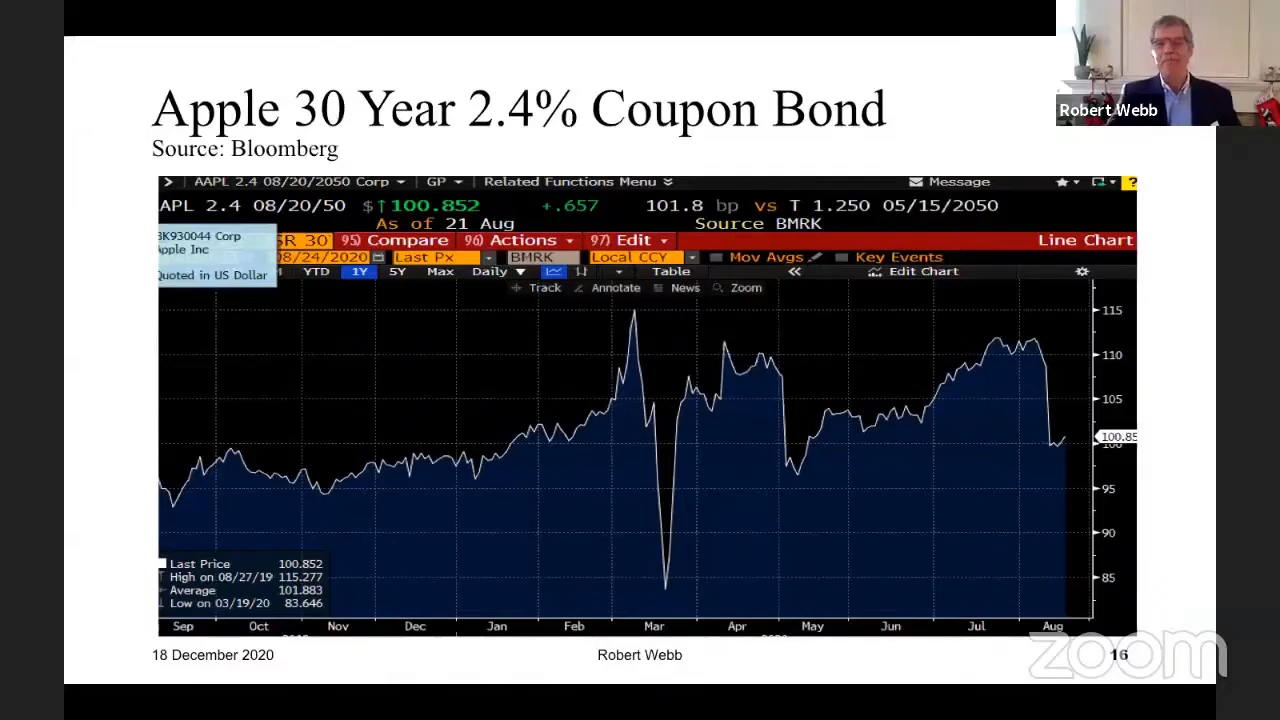 Robert Webb
Apple 30 Year 2.4% Coupon Bond
Source: Bloomberg
AAPL 2.4 08/20/2050 Corp GP Related Functions Menu Message ?
APL 2.4 08/20/50 $↑100.852 +.657 101.8 bp vs T 1.250 05/15/2050
As of 21 Aug Source BMRK
BK930044 Corp
Apple Inc
Quoted in US Dollar
SR 30 95) Compare 96) Actions 97) Edit Line Chart
08/24/2020 Last Px BMRK Local CCY Mov Avgs Key Events
M YTD 1Y 5Y Max Daily Table « Edit Chart
Track Annotate News Zoom
115
110
105
100.85
100
95
90
85
Last Price 100.852
High on 08/27/19 115.277
Average 101.883
Low on 03/19/20 83.646
Sep Oct Nov Dec Jan Feb Mar Apr May Jun Jul Aug
18 December 2020 Robert Webb 16
zoom